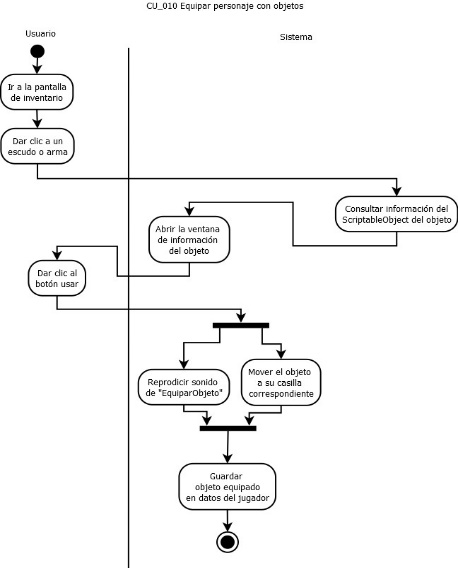 CU_010 Equipar personaje con objetos
Usuario
Sistema
Ir a la pantalla
de inventario
Dar clic a un
escudo o arma
Consultar información del
ScriptableObject del objeto
Abrir la ventana
de información
del objeto
Dar clic al
botón usar
Reprodicir sonido
de "EquiparObjeto"
Mover el objeto
a su casilla
correspondiente
Guardar
objeto equipado
en datos del jugador